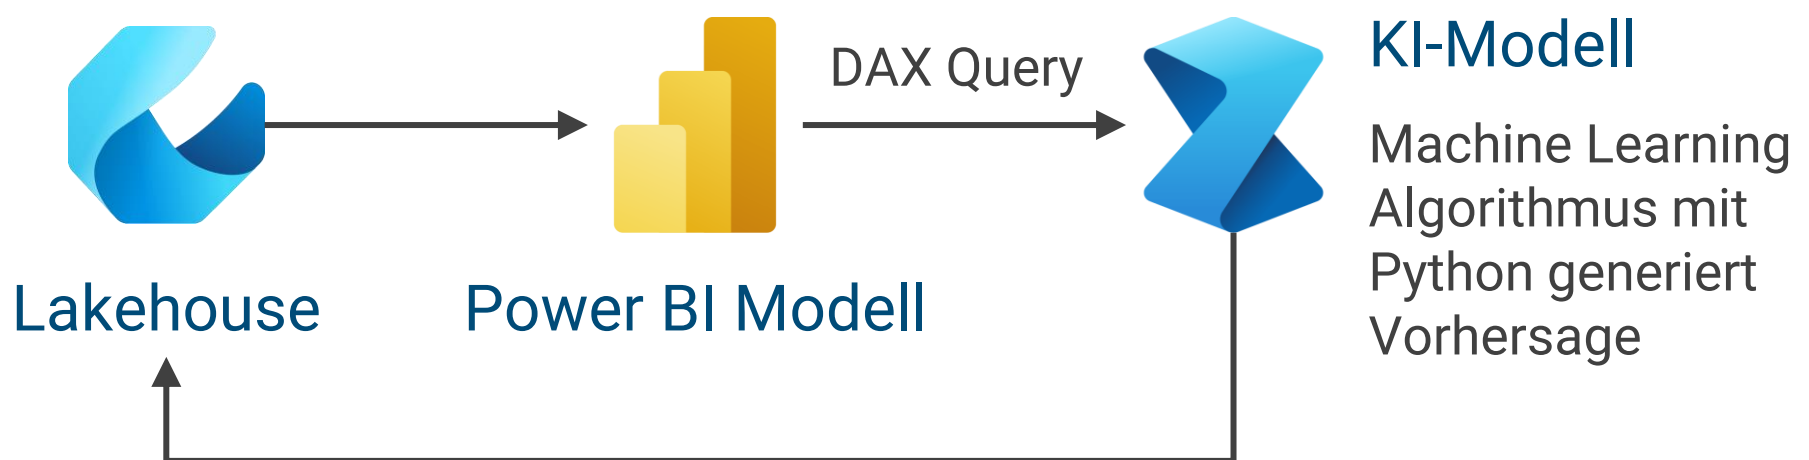 Lakehouse
Power BI Modell
DAX Query
KI-Modell
Machine Learning
Algorithmus mit
Python generiert
Vorhersage